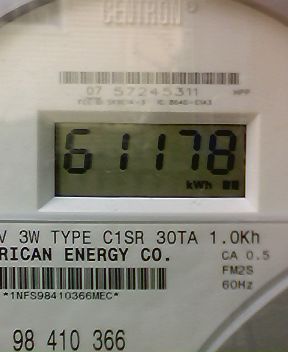 CENTRON®
07 57245311
61178
kWh
V 3W TYPE C1SR 30TA 1.0Kh
RICAN ENERGY CO.
CA 0.5
FM2S
60Hz
*1NFS98410366MEC*
98 410 366